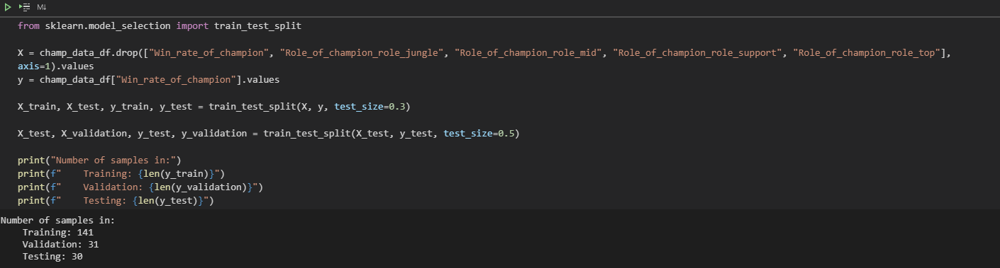 M↓
from sklearn.model_selection import train_test_split
X = champ_data_df.drop(["Win_rate_of_champion", "Role_of_champion_role_jungle", "Role_of_champion_role_mid", "Role_of_champion_role_support", "Role_of_champion_role_top"],
axis=1).values
y = champ_data_df["Win_rate_of_champion"].values
X_train, X_test, y_train, y_test = train_test_split(X, y, test_size=0.3)
X_test, X_validation, y_test, y_validation = train_test_split(X_test, y_test, test_size=0.5)
print("Number of samples in:")
print(f"    Training: {len(y_train)}")
print(f"    Validation: {len(y_validation)}")
print(f"    Testing: {len(y_test)}")
Number of samples in:
    Training: 141
    Validation: 31
    Testing: 30